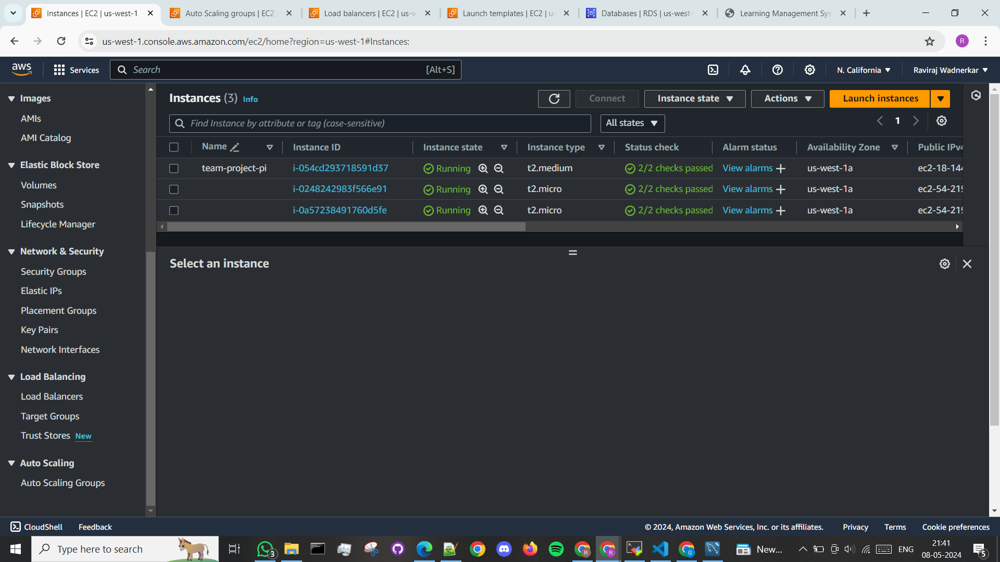 Instances | EC2 | us-west-1
Auto Scaling groups | EC2
Load balancers | EC2 | us-w
Launch templates | EC2 | us
Databases | RDS | us-west-
Learning Management Sys
us-west-1.console.aws.amazon.com/ec2/home?region=us-west-1#Instances:
R
aws
Services
Search
[Alt+S]
N. California
Raviraj Wadnerkar
Images
AMIs
AMI Catalog
Elastic Block Store
Volumes
Snapshots
Lifecycle Manager
Network & Security
Security Groups
Elastic IPs
Placement Groups
Key Pairs
Network Interfaces
Load Balancing
Load Balancers
Target Groups
Trust Stores New
Auto Scaling
Auto Scaling Groups
Instances (3) Info
Connect
Instance state
Actions
Launch instances
Find Instance by attribute or tag (case-sensitive)
All states
1
Name Instance ID Instance state Instance type Status check Alarm status Availability Zone Public IPv4
team-project-pi i-054cd293718591d37 Running t2.medium 2/2 checks passed View alarms us-west-1a ec2-18-144
i-0248242983f566e91 Running t2.micro 2/2 checks passed View alarms us-west-1a ec2-54-219
i-0a57238491760d5fe Running t2.micro 2/2 checks passed View alarms us-west-1a ec2-54-219
Select an instance
CloudShell
Feedback
© 2024, Amazon Web Services, Inc. or its affiliates.
Privacy
Terms
Cookie preferences
Type here to search
3
R
R
G
New...
ENG
21:41
08-05-2024
5